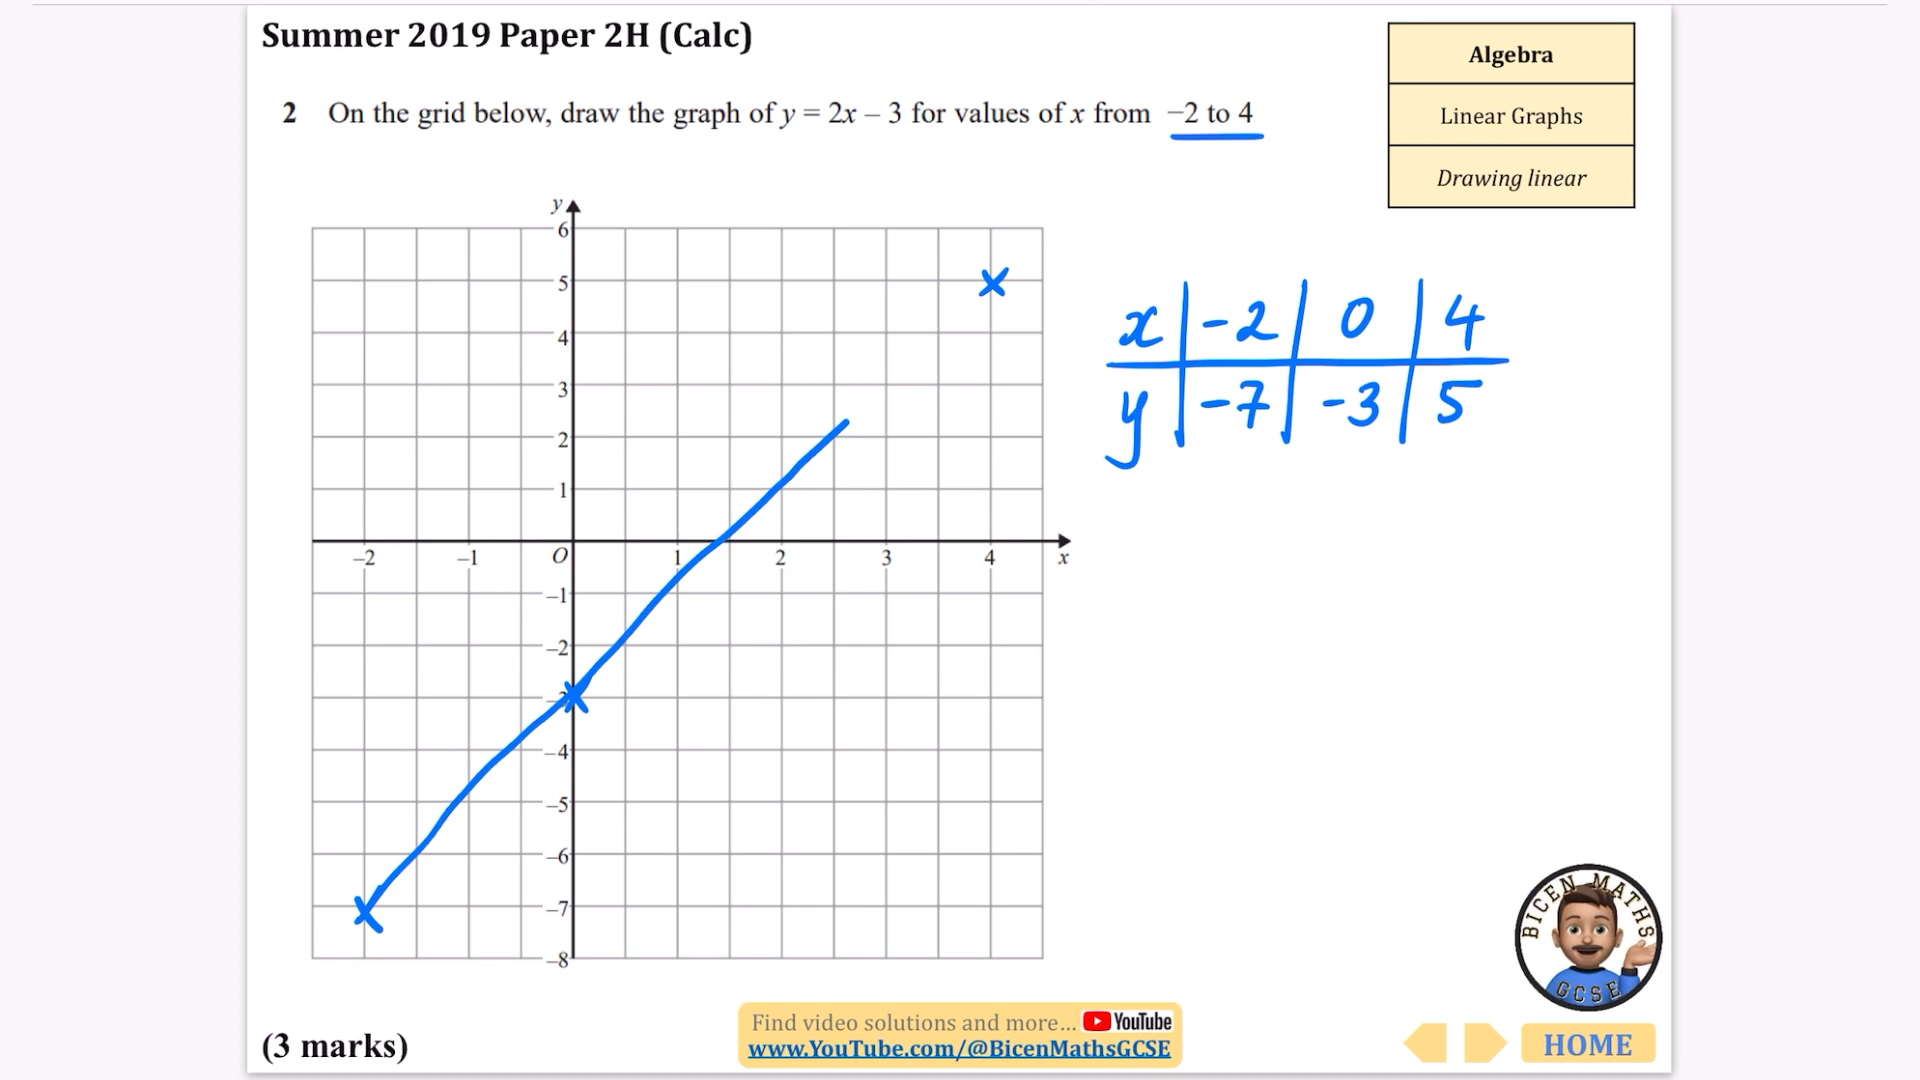 Summer 2019 Paper 2H (Calc)
Algebra
Linear Graphs
Drawing linear
2 On the grid below, draw the graph of y = 2x – 3 for values of x from –2 to 4
y
6
5
4
3
2
1
–2 –1 O 1 2 3 4 x
–1
–2
–4
–5
–6
–7
–8
x | -2 | 0 | 4
y | -7 | -3 | 5
BICEN MATHS
GCSE
(3 marks)
Find video solutions and more... YouTube
www.YouTube.com/@BicenMathsGCSE
HOME